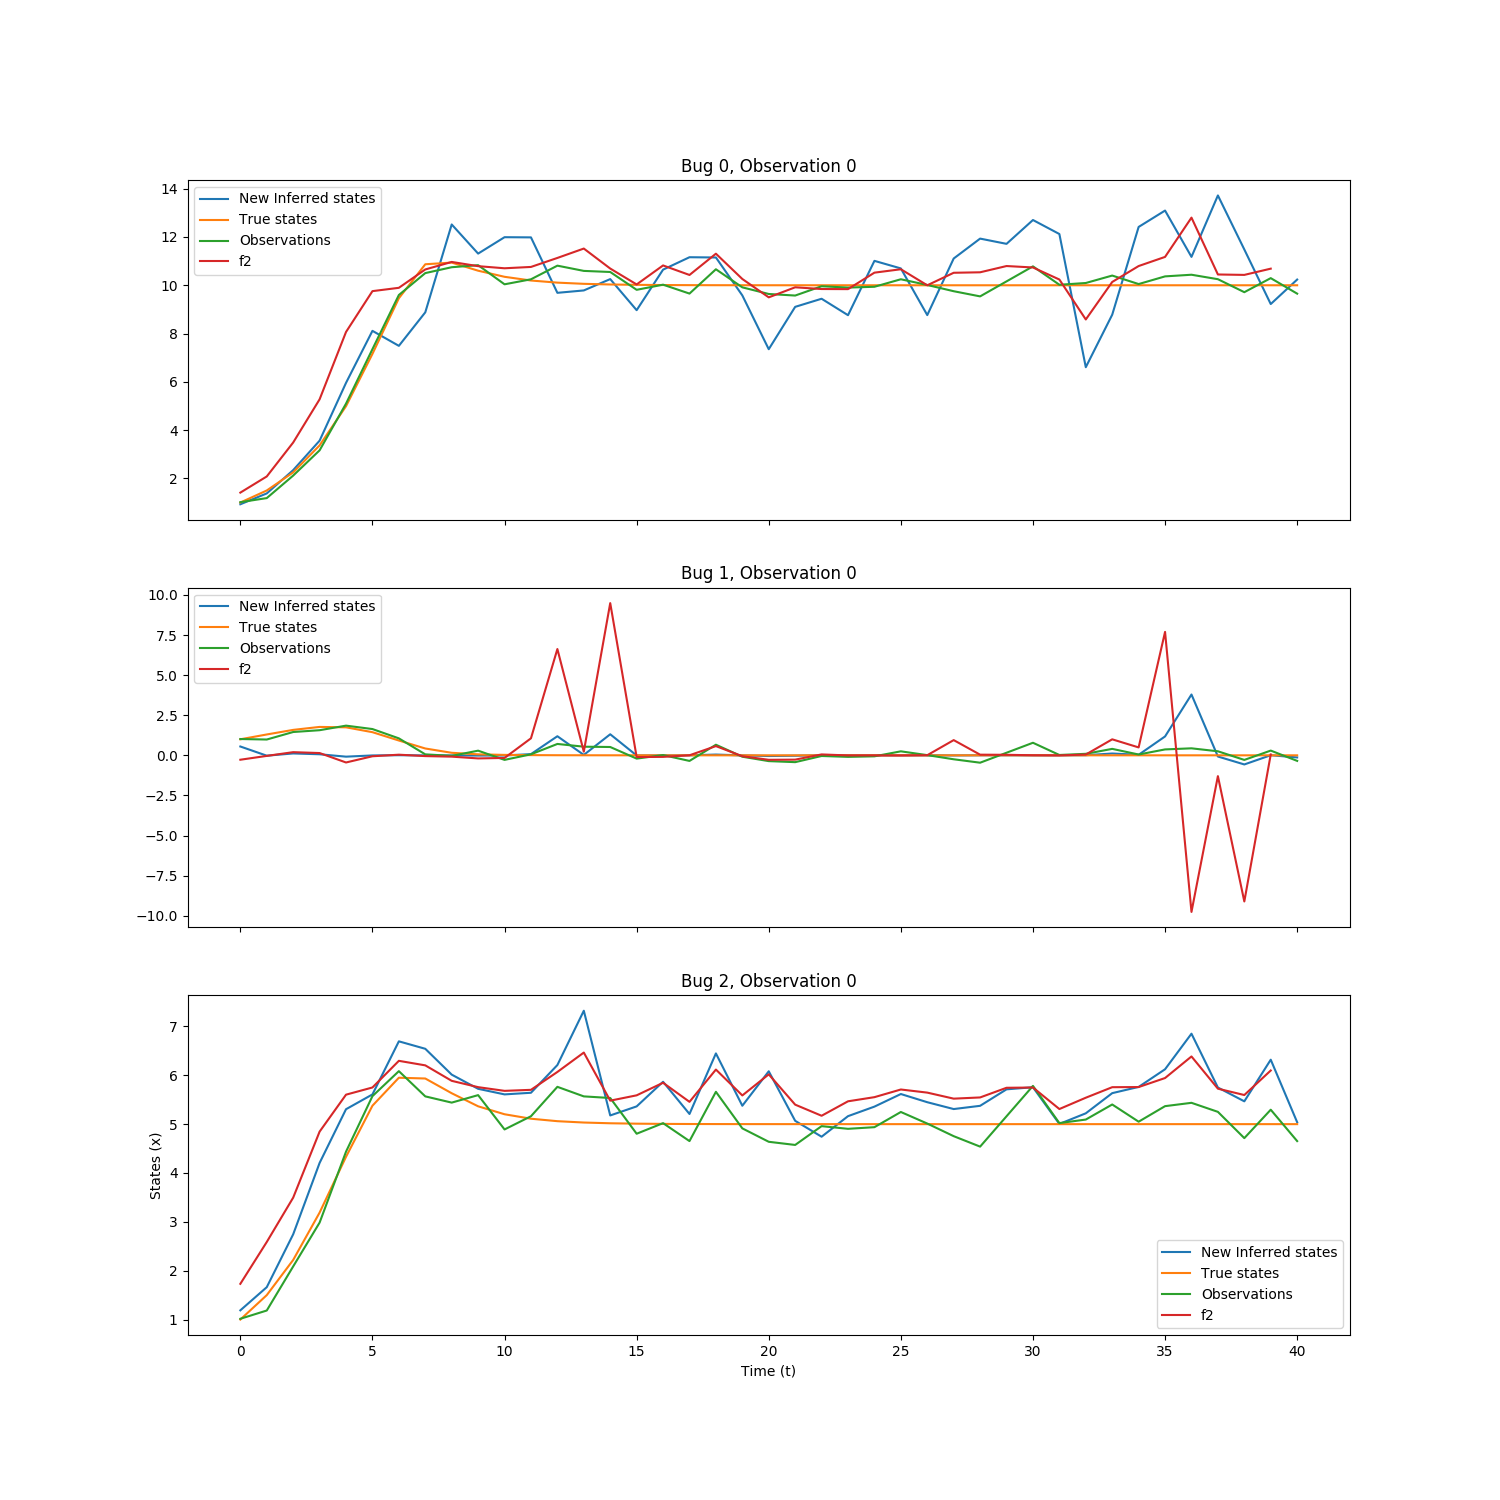 Bug 0, Observation 0
14
12
10
8
6
4
2
New Inferred states
True states
Observations
f2
Bug 1, Observation 0
10.0
7.5
5.0
2.5
0.0
−2.5
−5.0
−7.5
−10.0
New Inferred states
True states
Observations
f2
Bug 2, Observation 0
7
6
5
4
3
2
1
States (x)
New Inferred states
True states
Observations
f2
0 5 10 15 20 25 30 35 40
Time (t)